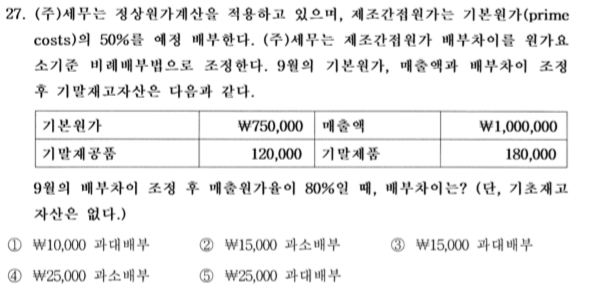 27. (주)세무는 정상원가계산을 적용하고 있으며, 제조간접원가는 기본원가(prime
costs)의 50%를 예정 배부한다. (주)세무는 제조간접원가 배부차이를 원가요
소기준 비례배부법으로 조정한다. 9월의 기본원가, 매출액과 배부차이 조정
후 기말재고자산은 다음과 같다.
기본원가 ₩750,000 매출액 ₩1,000,000
기말재공품 120,000 기말제품 180,000
9월의 배부차이 조정 후 매출원가율이 80%일 때, 배부차이는? (단, 기초재고
자산은 없다.)
① ₩10,000 과대배부 ② ₩15,000 과소배부 ③ ₩15,000 과대배부
④ ₩25,000 과소배부 ⑤ ₩25,000 과대배부